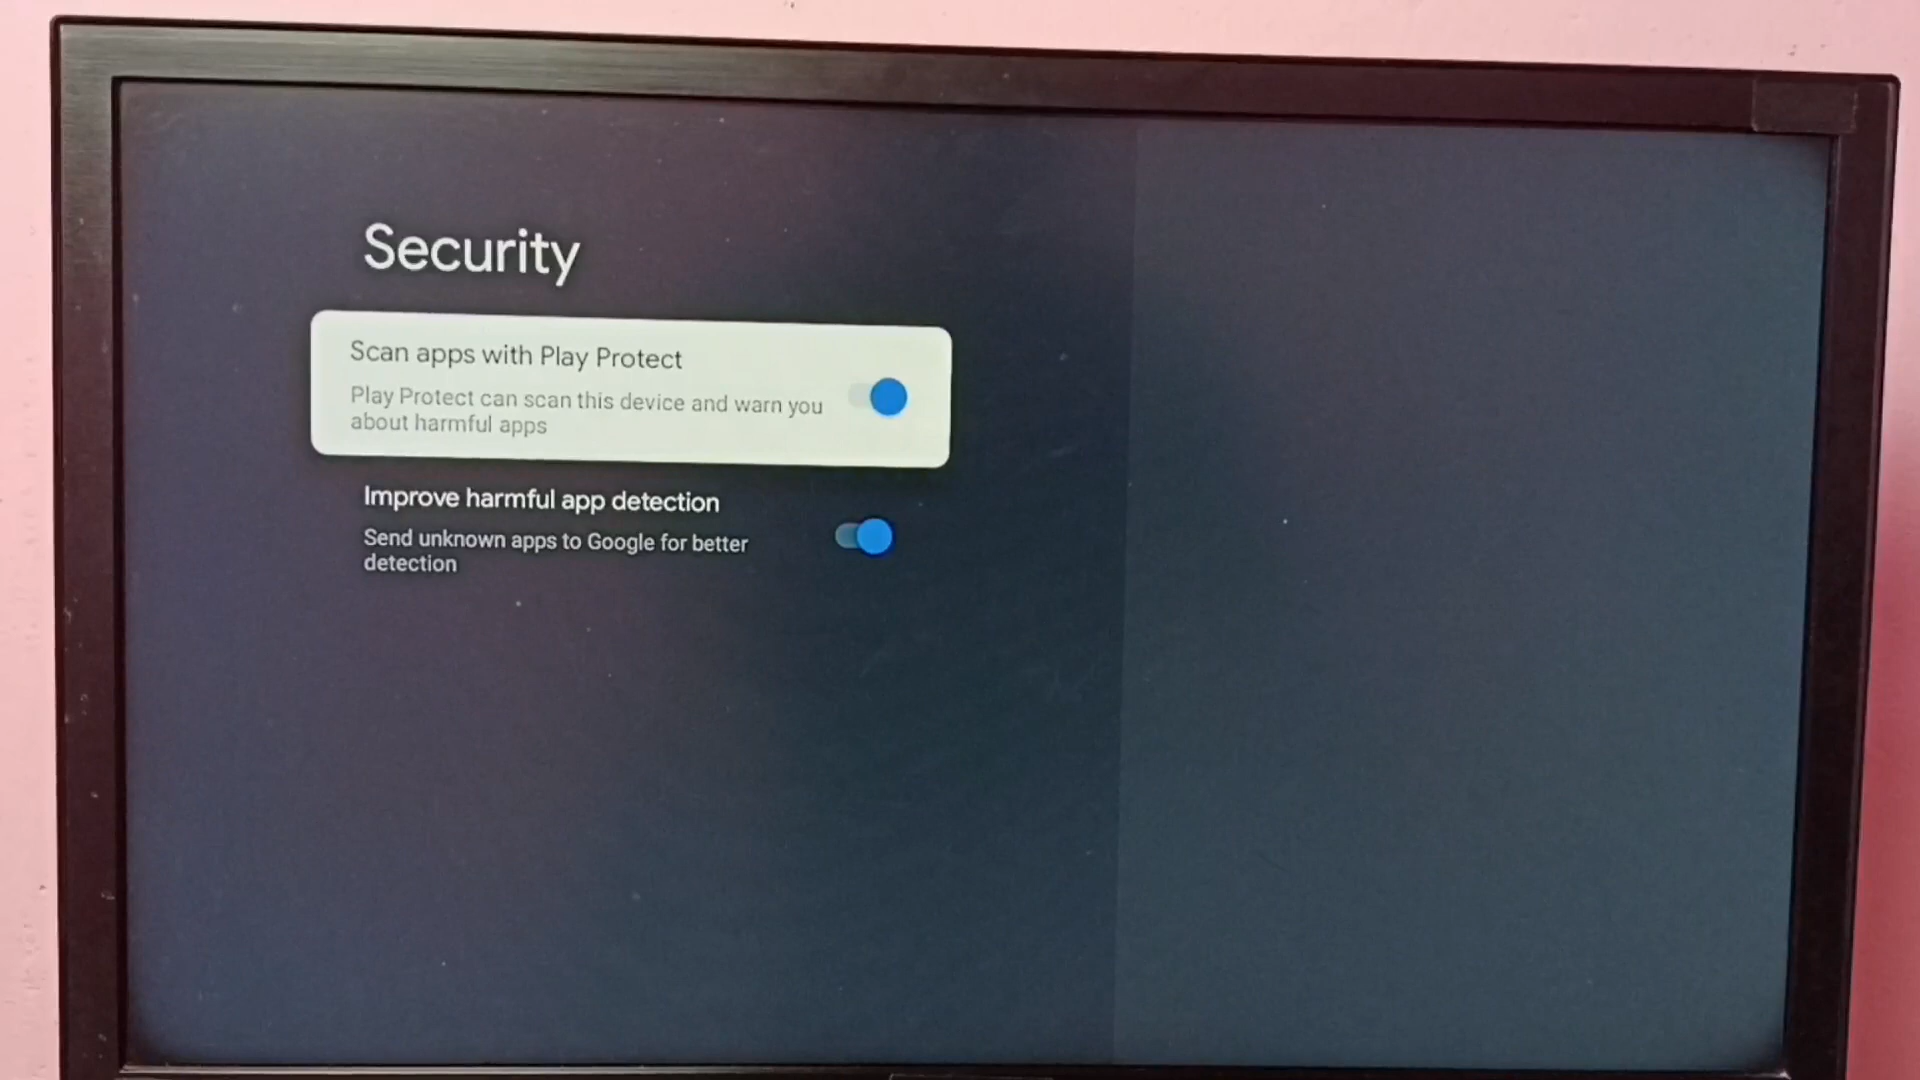 Security
Scan apps with Play Protect
Play Protect can scan this device and warn you
about harmful apps
Improve harmful app detection
Send unknown apps to Google for better
detection